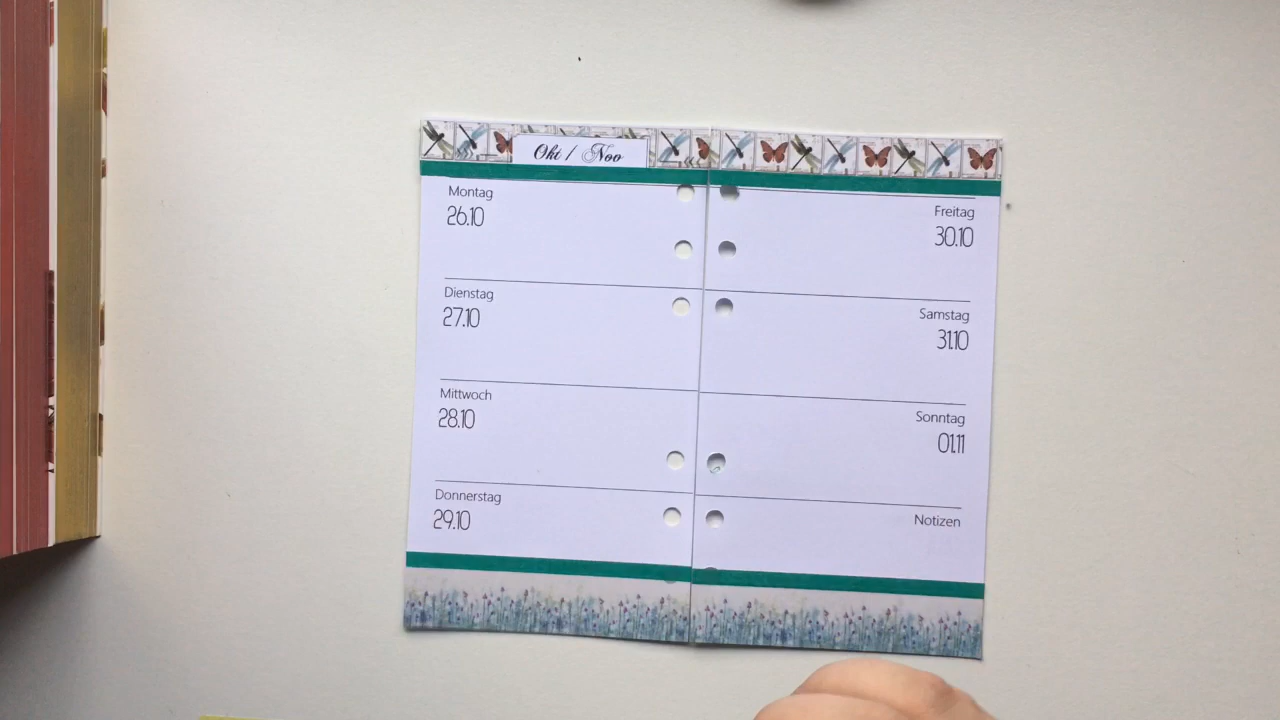 Okt / Nov
Montag
26.10
Dienstag
27.10
Mittwoch
28.10
Donnerstag
29.10
Freitag
30.10
Samstag
31.10
Sonntag
01.11
Notizen